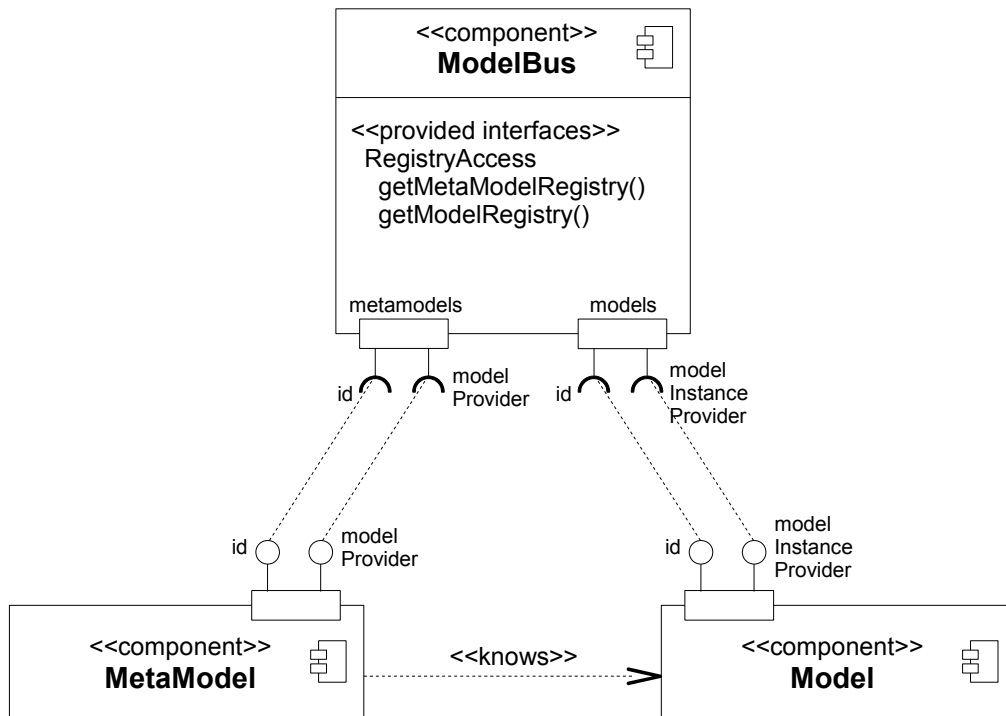 <<component>>
ModelBus
<<provided interfaces>>
RegistryAccess
getMetaModelRegistry()
getModelRegistry()
metamodels
models
id
model
Provider
id
model
Instance
Provider
id
model
Provider
id
model
Instance
Provider
<<component>>
MetaModel
<<knows>>
<<component>>
Model